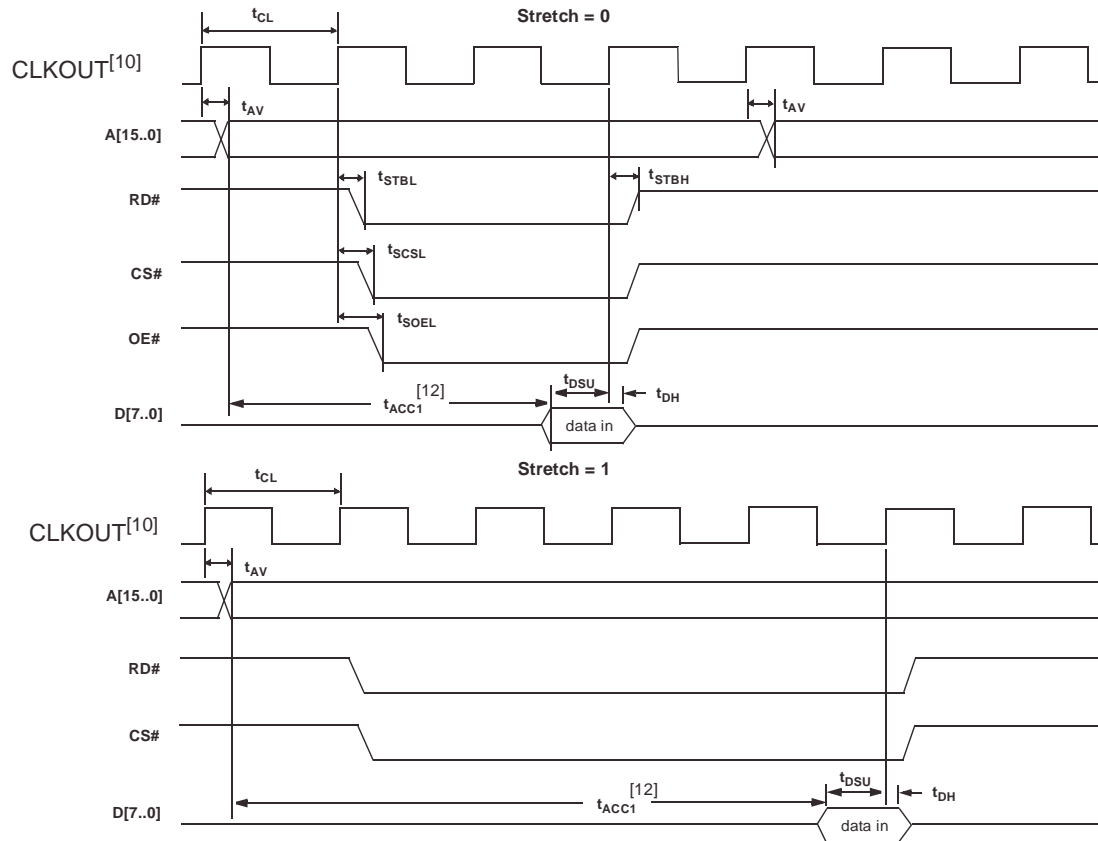 Stretch = 0
tCL
CLKOUT[10]
tAV
tAV
A[15..0]
tSTBL
tSTBH
RD#
tSCSL
CS#
tSOEL
OE#
tDSU
[12]
tACC1
tDH
D[7..0]
data in
Stretch = 1
tCL
CLKOUT[10]
tAV
A[15..0]
RD#
CS#
tDSU
[12]
tACC1
tDH
D[7..0]
data in